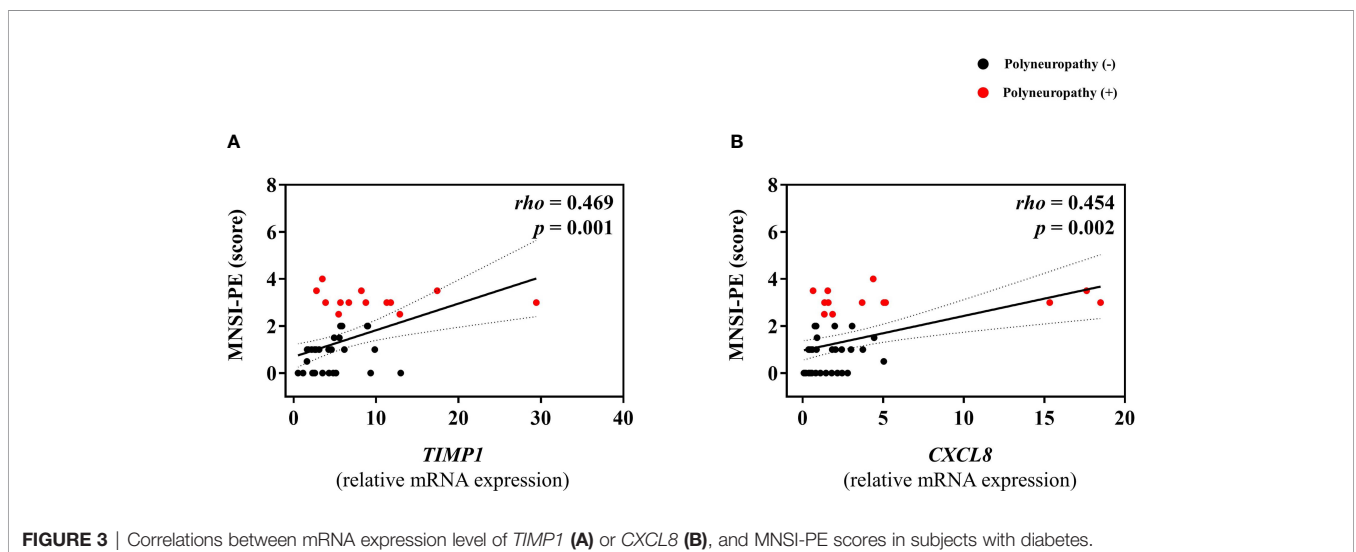 Polyneuropathy (-)
Polyneuropathy (+)
A
MNSI-PE (score)
8
6
4
2
0
rho = 0.469
p = 0.001
0 10 20 30 40
TIMP1
(relative mRNA expression)
B
MNSI-PE (score)
8
6
4
2
0
rho = 0.454
p = 0.002
0 5 10 15 20
CXCL8
(relative mRNA expression)
FIGURE 3 | Correlations between mRNA expression level of TIMP1 (A) or CXCL8 (B), and MNSI-PE scores in subjects with diabetes.